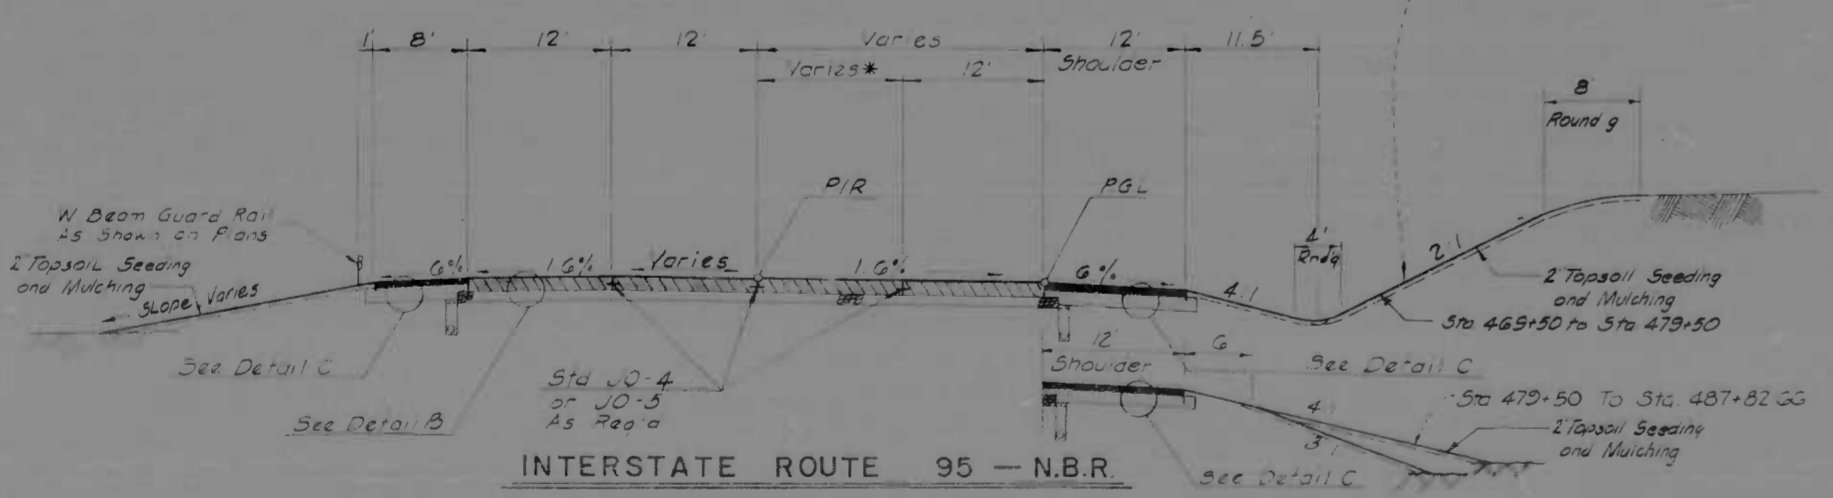 1' 8' 12' 12' Varies 12' 11.5'
Shoulder
Varies* 12'
8'
Round g
P/R
PGL
W Beam Guard Rail
As Shown on Plans
2" Topsoil Seeding
and Mulching
Slope Varies
6% 1.6% Varies 1.6% 6%
4:1
4'
Rndg
2:1
2" Topsoil Seeding
and Mulching
Sta 469+50 to Sta 479+50
See Detail C
See Detail B
Std JO-4
or JO-5
As Req'd
12' 6'
Shoulder
See Detail C
Sta 479+50 To Sta. 487+82.GG
4:1
3:1
2" Topsoil Seeding
and Mulching
See Detail C
INTERSTATE ROUTE 95 — N.B.R.